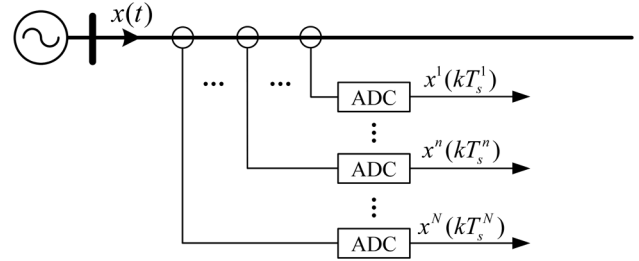 x(t)
... ...
ADC x¹(kTₛ¹)
...
ADC xⁿ(kTₛⁿ)
...
ADC xᴺ(kTₛᴺ)